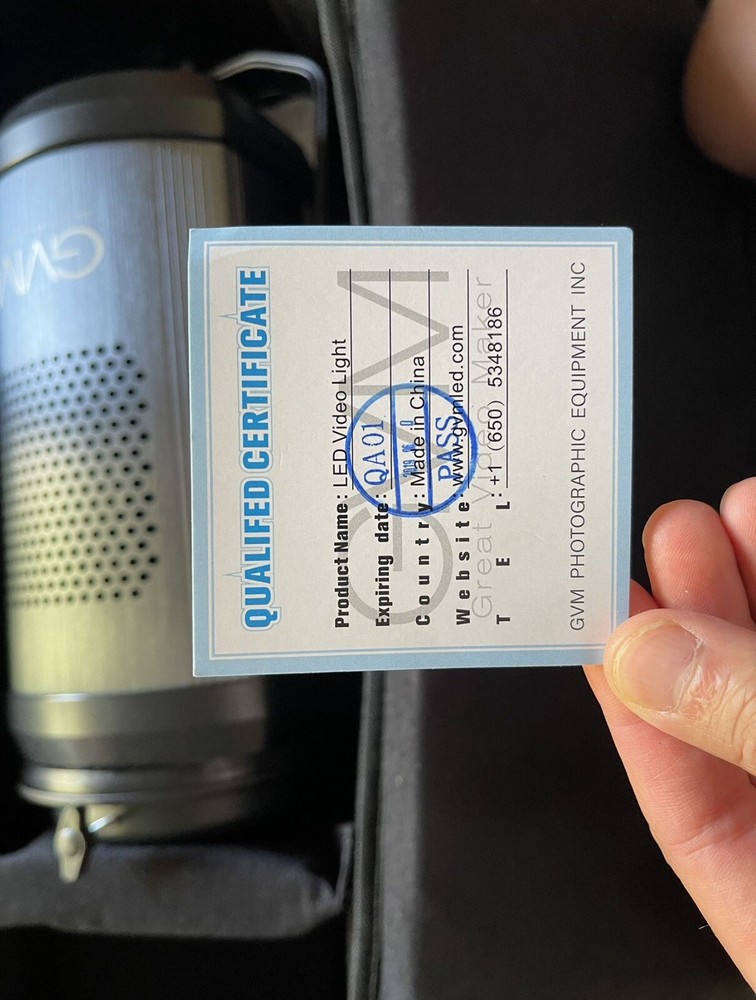 QUALIFED CERTIFICATE
Product Name: LED Video Light
Expiring date:
Country: Made in China
Website: www.gvmled.com
T E L: +1 (650) 5348186
GVM PHOTOGRAPHIC EQUIPMENT INC
GVM
Great Video Maker
QA01
PASS
GVM